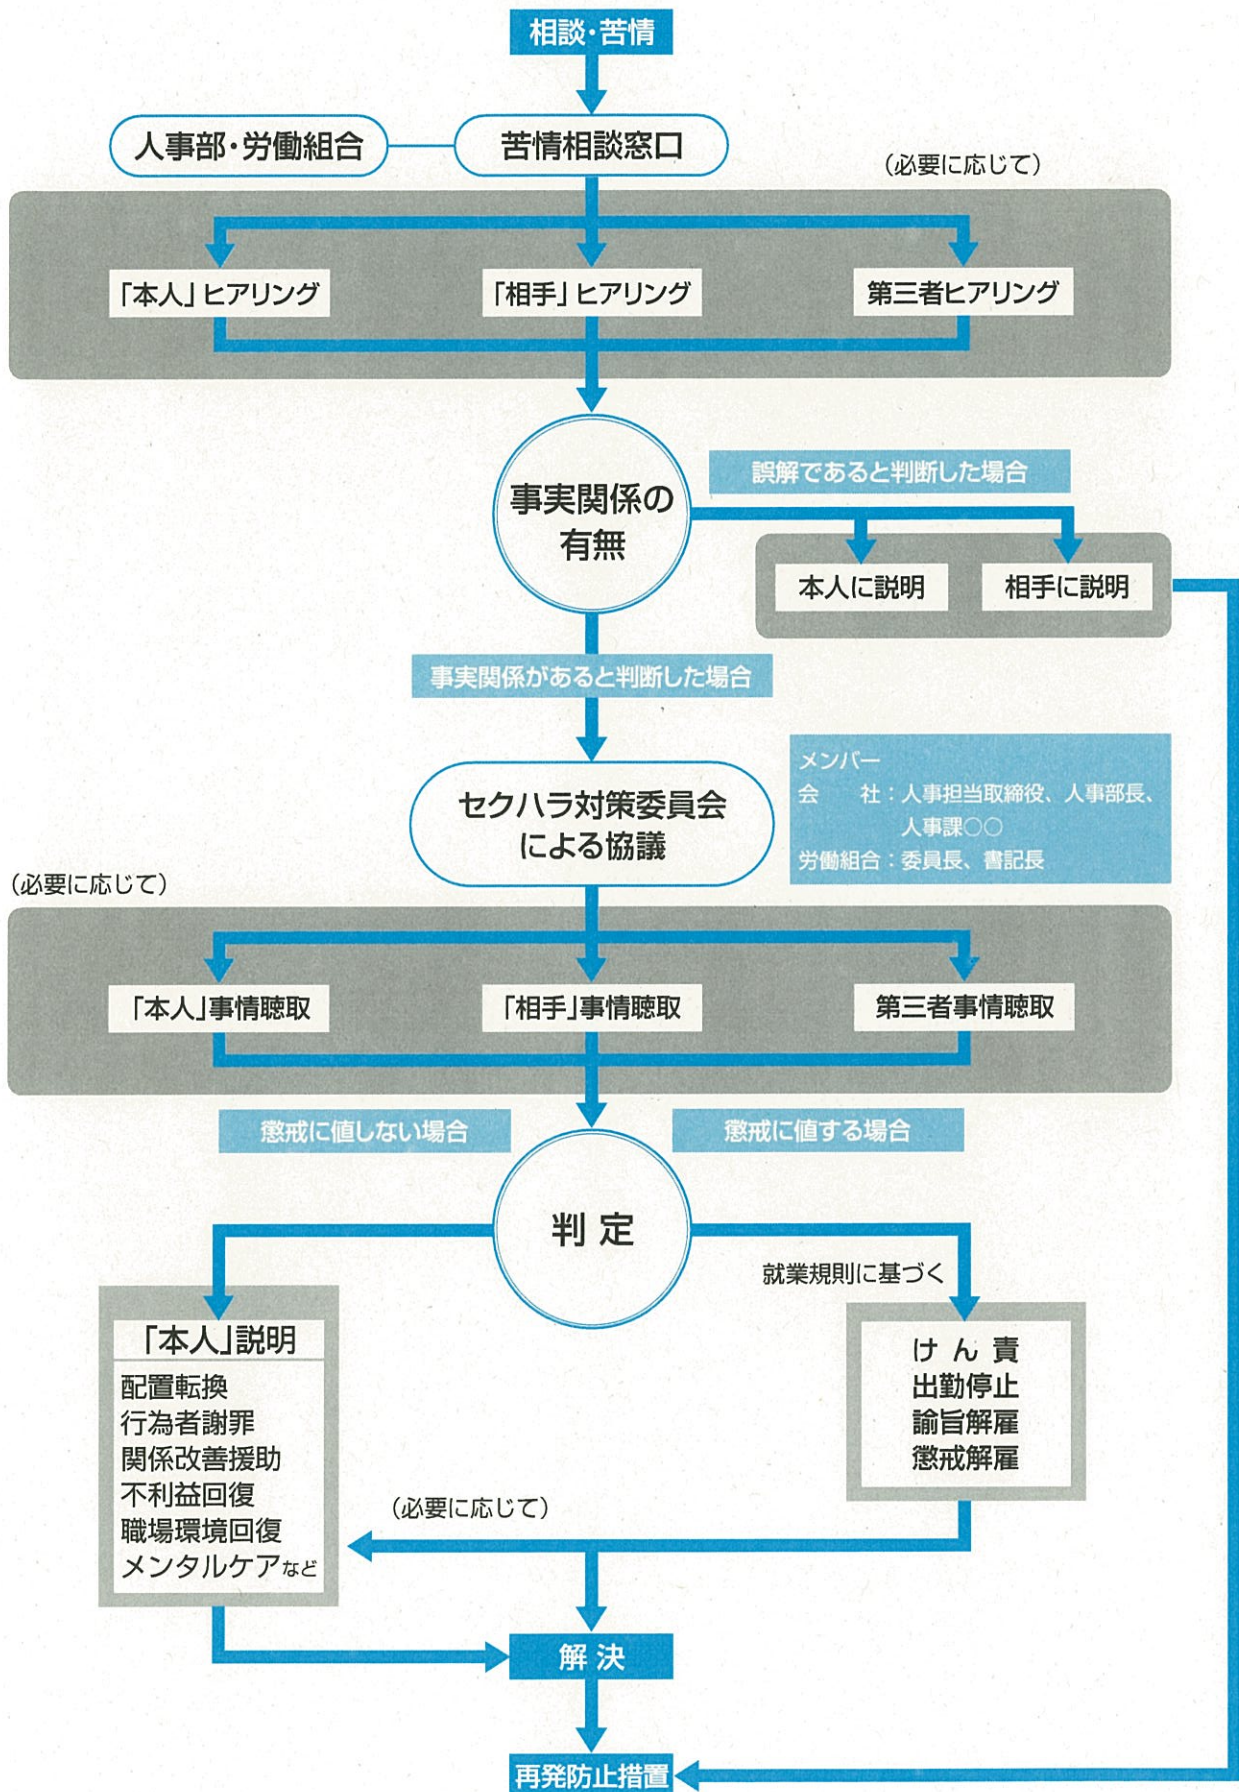 相談・苦情
人事部・労働組合
苦情相談窓口
（必要に応じて）
「本人」ヒアリング
「相手」ヒアリング
第三者ヒアリング
事実関係の
有無
誤解であると判断した場合
本人に説明
相手に説明
事実関係があると判断した場合
セクハラ対策委員会
による協議
メンバー
会　社：人事担当取締役、人事部長、
人事課○○
労働組合：委員長、書記長
（必要に応じて）
「本人」事情聴取
「相手」事情聴取
第三者事情聴取
懲戒に値しない場合
懲戒に値する場合
判 定
就業規則に基づく
「本人」説明
配置転換
行為者謝罪
関係改善援助
不利益回復
職場環境回復
メンタルケアなど
け ん 責
出勤停止
諭旨解雇
懲戒解雇
（必要に応じて）
解 決
再発防止措置